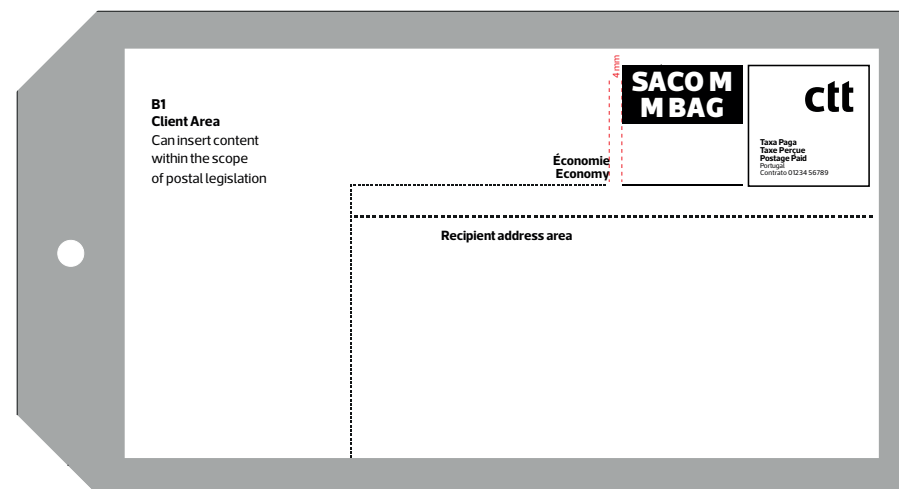 B1
Client Area
Can insert content
within the scope
of postal legislation
4 mm
SACO M
M BAG
ctt
Taxa Paga
Taxe Perçue
Postage Paid
Portugal
Contrato 01234 56789
Économie
Economy
Recipient address area